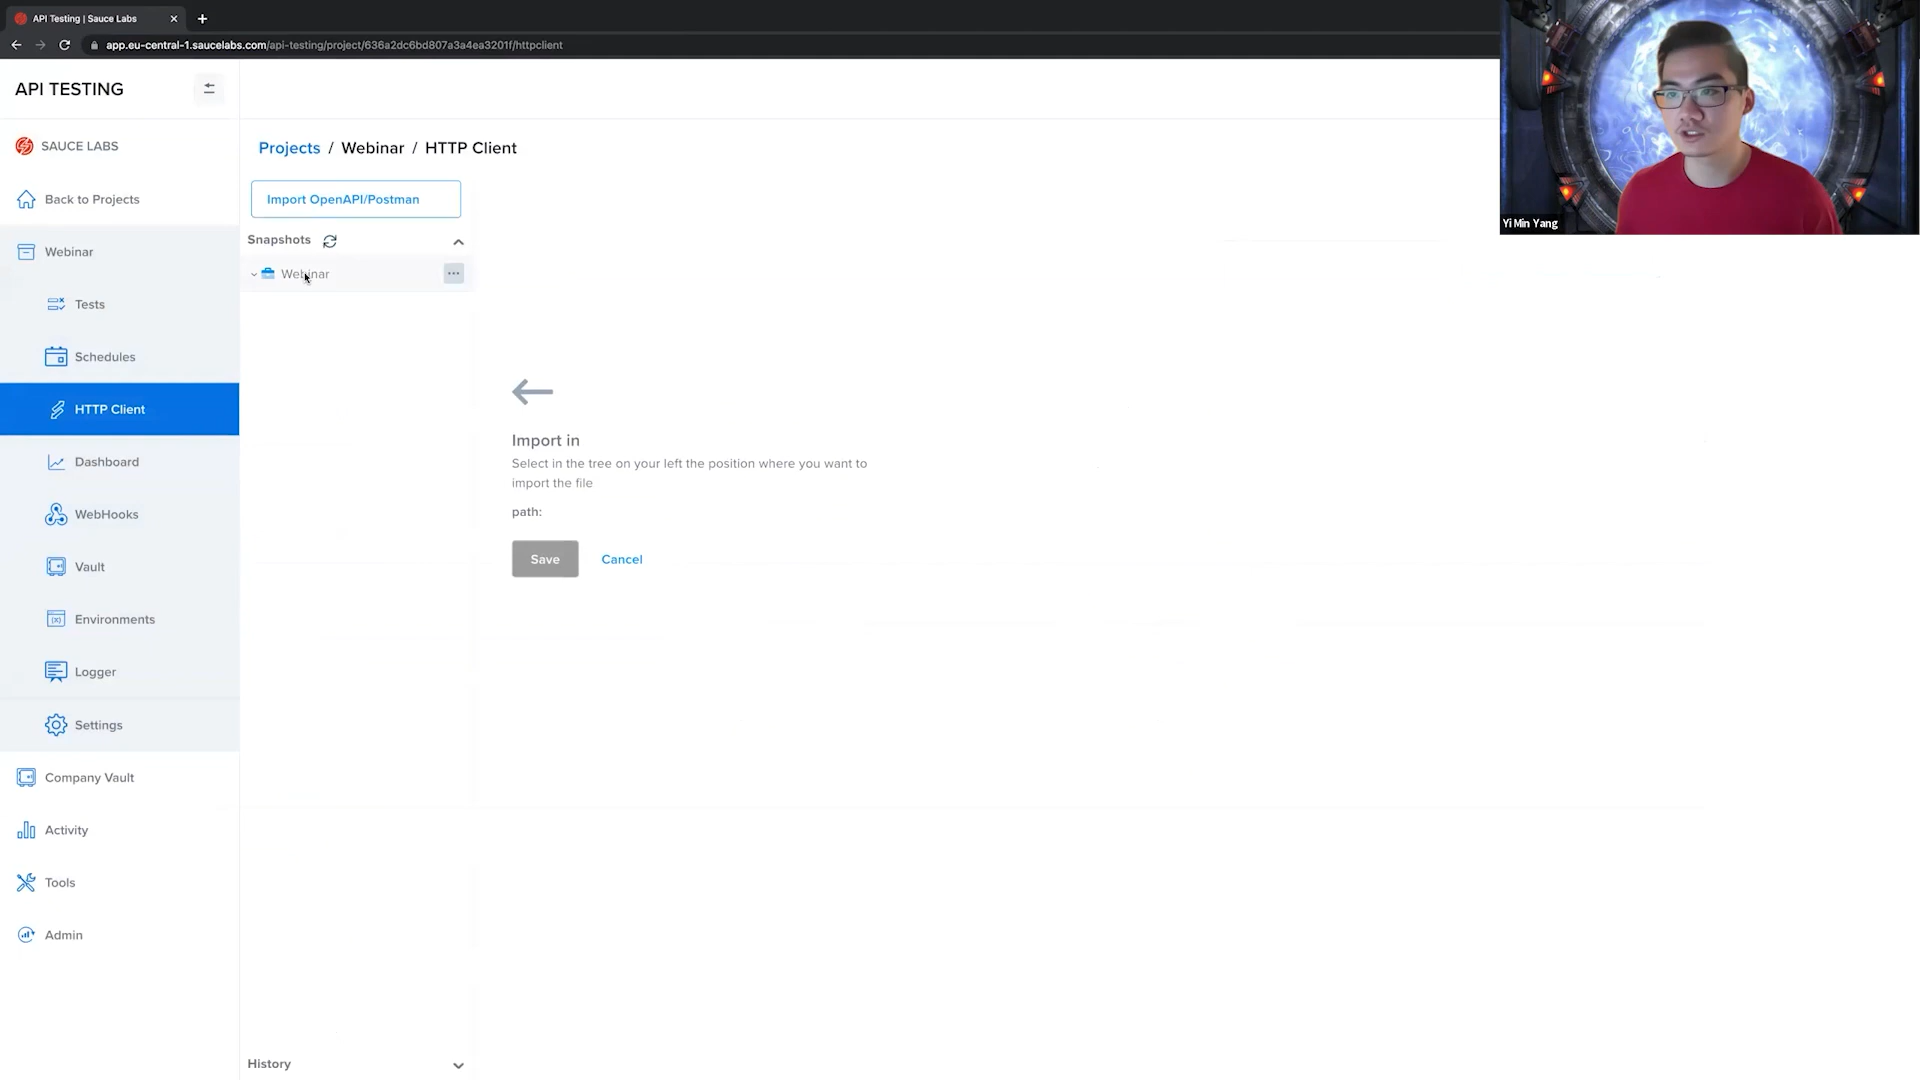 API Testing | Sauce Labs
app.eu-central-1.saucelabs.com/api-testing/project/636a2dc6bd807a3a4ea3201f/httpclient
API TESTING
SAUCE LABS
Back to Projects
Webinar
Tests
Schedules
HTTP Client
Dashboard
WebHooks
Vault
Environments
Logger
Settings
Company Vault
Activity
Tools
Admin
Projects / Webinar / HTTP Client
Import OpenAPI/Postman
Snapshots
Webinar
Import in
Select in the tree on your left the position where you want to
import the file
path:
Save Cancel
History
Yi Min Yang